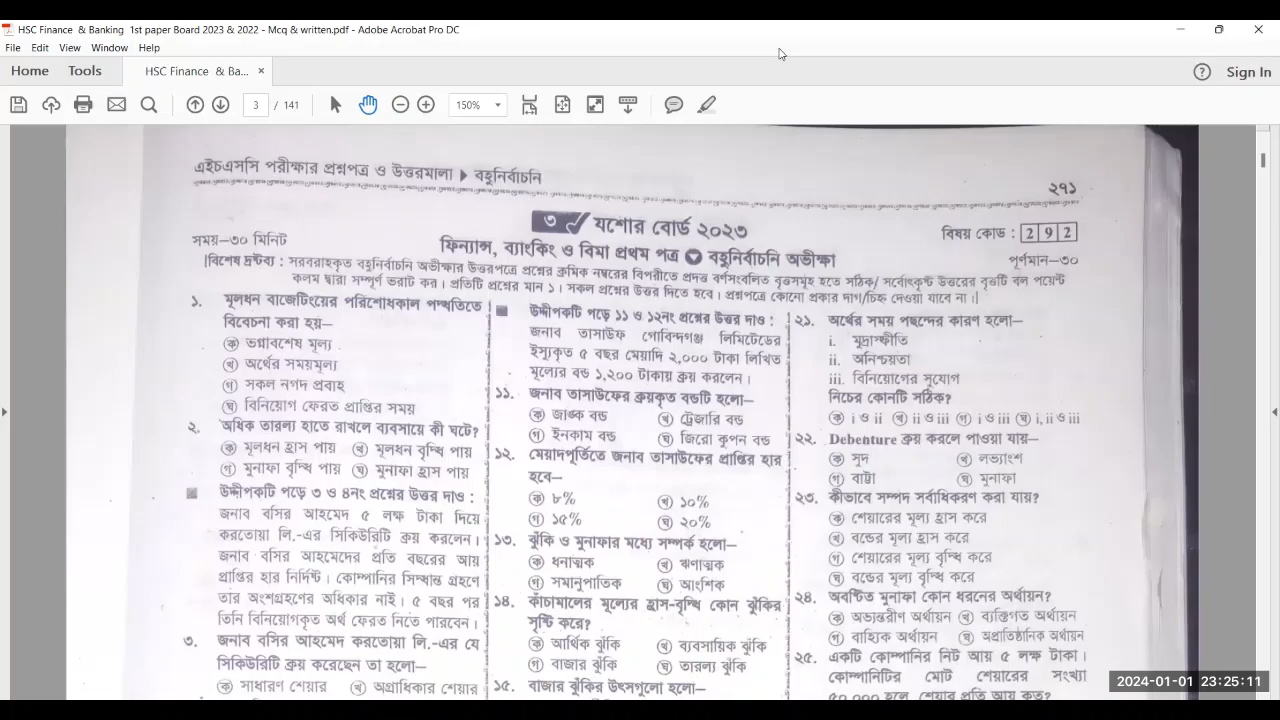 HSC Finance & Banking 1st paper Board 2023 & 2022 - Mcq & written.pdf - Adobe Acrobat Pro DC
File Edit View Window Help
Home Tools HSC Finance & Ba... × Sign In
3 / 141 150%
এইচএসসি পরীক্ষার প্রশ্নপত্র ও উত্তরমালা ▶ বহুনির্বাচনি
২৭১
৩ যশোর বোর্ড ২০২৩
সময়—৩০ মিনিট
ফিন্যান্স, ব্যাংকিং ও বিমা প্রথম পত্র বহুনির্বাচনি অভীক্ষা
বিষয় কোড : 2 9 2
পূর্ণমান—৩০
[বিশেষ দ্রষ্টব্য : সরবরাহকৃত বহুনির্বাচনি অভীক্ষার উত্তরপত্রে প্রশ্নের ক্রমিক নম্বরের বিপরীতে প্রদত্ত বর্ণসংবলিত বৃত্তসমূহ হতে সঠিক/ সর্বোৎকৃষ্ট উত্তরের বৃত্তটি বল পয়েন্ট
কলম দ্বারা সম্পূর্ণ ভরাট কর। প্রতিটি প্রশ্নের মান ১। সকল প্রশ্নের উত্তর দিতে হবে। প্রশ্নপত্রে কোনো প্রকার দাগ/চিহ্ন দেওয়া যাবে না।]
১. মূলধন বাজেটিংয়ের পরিশোধকাল পদ্ধতিতে
বিবেচনা করা হয়—
ক ভগ্নাবশেষ মূল্য
খ অর্থের সময়মূল্য
গ সকল নগদ প্রবাহ
ঘ বিনিয়োগ ফেরত প্রাপ্তির সময়
২. অধিক তারল্য হাতে রাখলে ব্যবসায়ে কী ঘটে?
ক মূলধন হ্রাস পায় খ মূলধন বৃদ্ধি পায়
গ মুনাফা বৃদ্ধি পায় ঘ মুনাফা হ্রাস পায়
উদ্দীপকটি পড়ে ৩ ও ৪নং প্রশ্নের উত্তর দাও :
জনাব বসির আহমেদ ৫ লক্ষ টাকা দিয়ে
করতোয়া লি.-এর সিকিউরিটি ক্রয় করলেন।
জনাব বসির আহমেদের প্রতি বছরের আয়
প্রাপ্তির হার নির্দিষ্ট। কোম্পানির সিদ্ধান্ত গ্রহণে
তার অংশগ্রহণের অধিকার নাই। ৫ বছর পর
তিনি বিনিয়োগকৃত অর্থ ফেরত নিতে পারবেন।
৩. জনাব বসির আহমেদ করতোয়া লি.-এর যে
সিকিউরিটি ক্রয় করেছেন তা হলো—
ক সাধারণ শেয়ার খ অগ্রাধিকার শেয়ার
উদ্দীপকটি পড়ে ১১ ও ১২নং প্রশ্নের উত্তর দাও :
জনাব তাসাউফ গোবিন্দগঞ্জ লিমিটেডের
ইস্যুকৃত ৫ বছর মেয়াদি ২,০০০ টাকা লিখিত
মূল্যের বন্ড ১,২০০ টাকায় ক্রয় করলেন।
১১. জনাব তাসাউফের ক্রয়কৃত বন্ডটি হলো—
ক জাঙ্ক বন্ড খ ট্রেজারি বন্ড
গ ইনকাম বন্ড ঘ জিরো কুপন বন্ড
১২. মেয়াদপূর্তিতে জনাব তাসাউফের প্রাপ্তির হার
হবে—
ক ৮% খ ১০%
গ ১৫% ঘ ২০%
১৩. ঝুঁকি ও মুনাফার মধ্যে সম্পর্ক হলো—
ক ধনাত্মক খ ঋণাত্মক
গ সমানুপাতিক ঘ আংশিক
১৪. কাঁচামালের মূল্যের হ্রাস-বৃদ্ধি কোন ঝুঁকির
সৃষ্টি করে?
ক আর্থিক ঝুঁকি খ ব্যবসায়িক ঝুঁকি
গ বাজার ঝুঁকি ঘ তারল্য ঝুঁকি
১৫. বাজার ঝুঁকির উৎসগুলো হলো—
২১. অর্থের সময় পছন্দের কারণ হলো—
i. মুদ্রাস্ফীতি
ii. অনিশ্চয়তা
iii. বিনিয়োগের সুযোগ
নিচের কোনটি সঠিক?
ক i ও ii খ ii ও iii গ i ও iii ঘ i, ii ও iii
২২. Debenture ক্রয় করলে পাওয়া যায়—
ক সুদ খ লভ্যাংশ
গ বাট্টা ঘ মুনাফা
২৩. কীভাবে সম্পদ সর্বাধিকরণ করা যায়?
ক শেয়ারের মূল্য হ্রাস করে
খ বন্ডের মূল্য হ্রাস করে
গ শেয়ারের মূল্য বৃদ্ধি করে
ঘ বন্ডের মূল্য বৃদ্ধি করে
২৪. অবণ্টিত মুনাফা কোন ধরনের অর্থায়ন?
ক অভ্যন্তরীণ অর্থায়ন খ ব্যক্তিগত অর্থায়ন
গ বাহ্যিক অর্থায়ন ঘ অপ্রাতিষ্ঠানিক অর্থায়ন
২৫. একটি কোম্পানির নিট আয় ৫ লক্ষ টাকা।
কোম্পানিটির মোট শেয়ারের সংখ্যা
৫০,০০০ হলে, শেয়ার প্রতি আয় কত?
2024-01-01 23:25:11